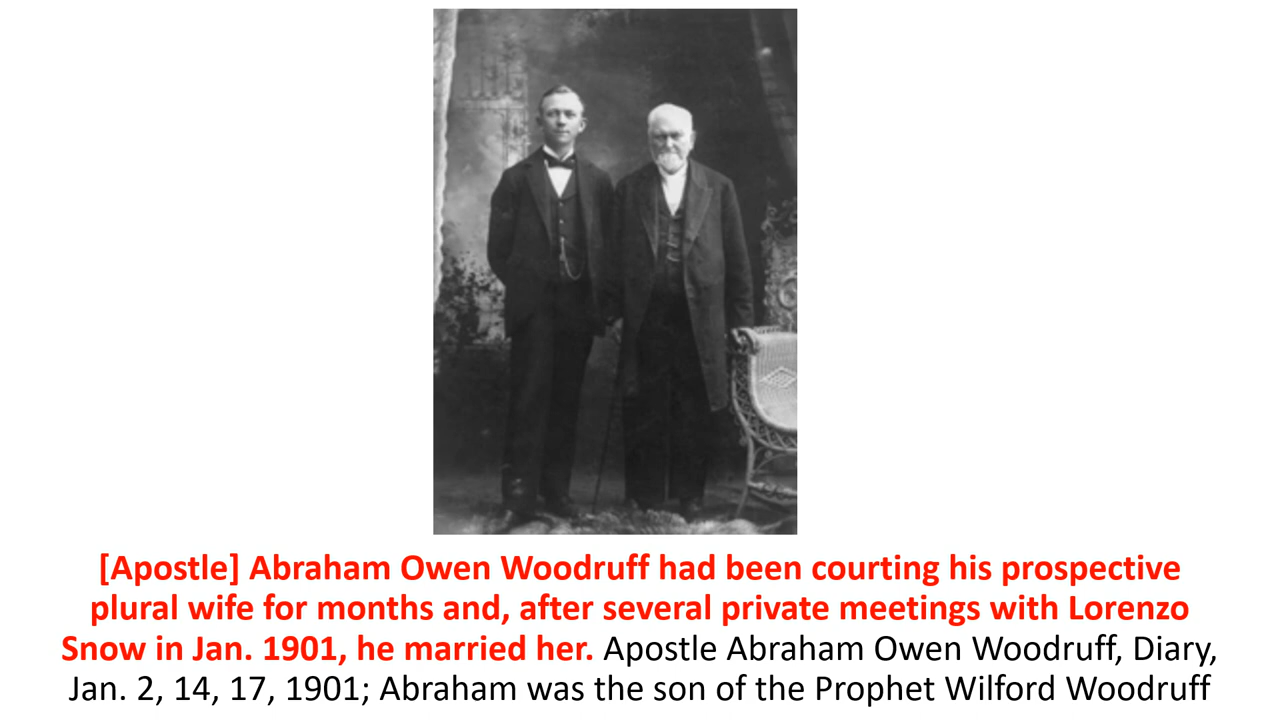 [Apostle] Abraham Owen Woodruff had been courting his prospective
plural wife for months and, after several private meetings with Lorenzo
Snow in Jan. 1901, he married her. Apostle Abraham Owen Woodruff, Diary,
Jan. 2, 14, 17, 1901; Abraham was the son of the Prophet Wilford Woodruff